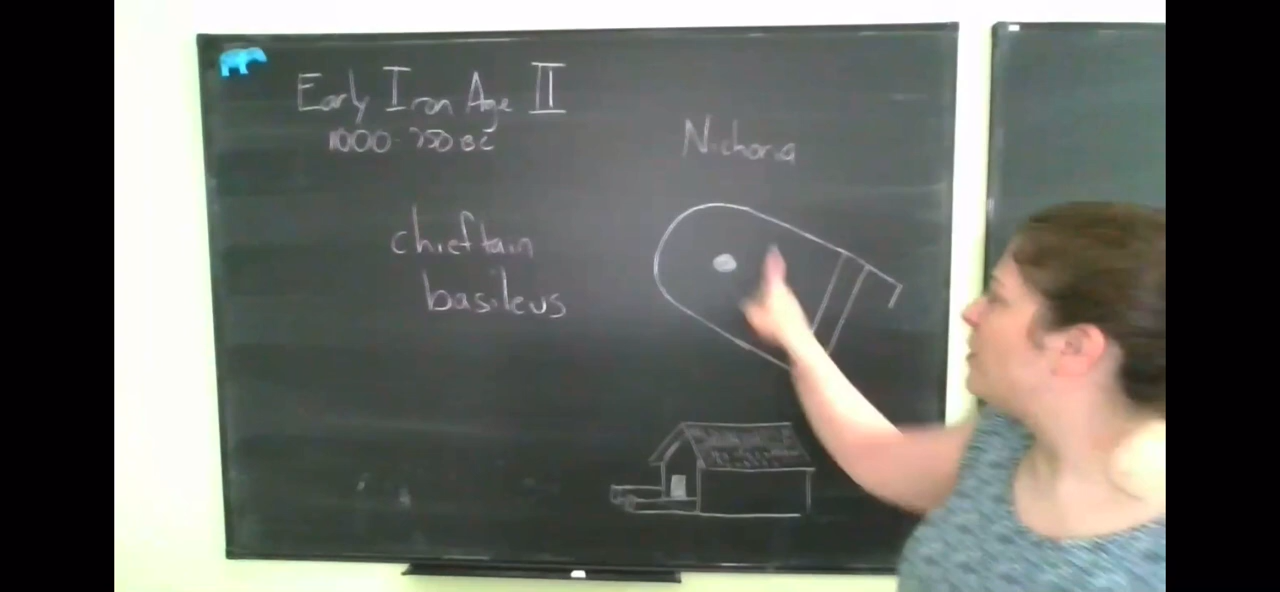 Early Iron Age II
1000-750 BC
Nichoria
chieftain
basileus